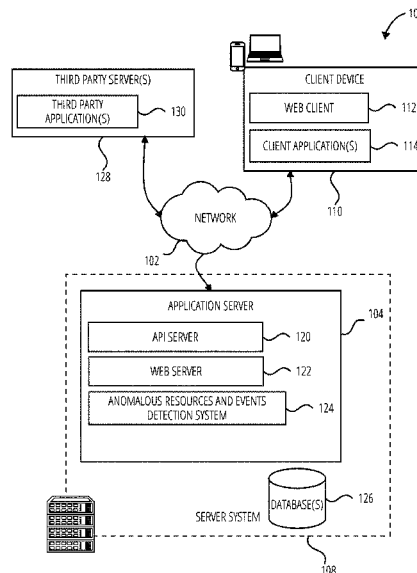 10
THIRD PARTY SERVER(S)
THIRD PARTY
APPLICATION(S)
130
128
CLIENT DEVICE
WEB CLIENT
112
CLIENT APPLICATION(S)
114
110
NETWORK
102
APPLICATION SERVER
104
API SERVER
120
WEB SERVER
122
ANOMALOUS RESOURCES AND EVENTS
DETECTION SYSTEM
124
DATABASE(S)
126
SERVER SYSTEM
108